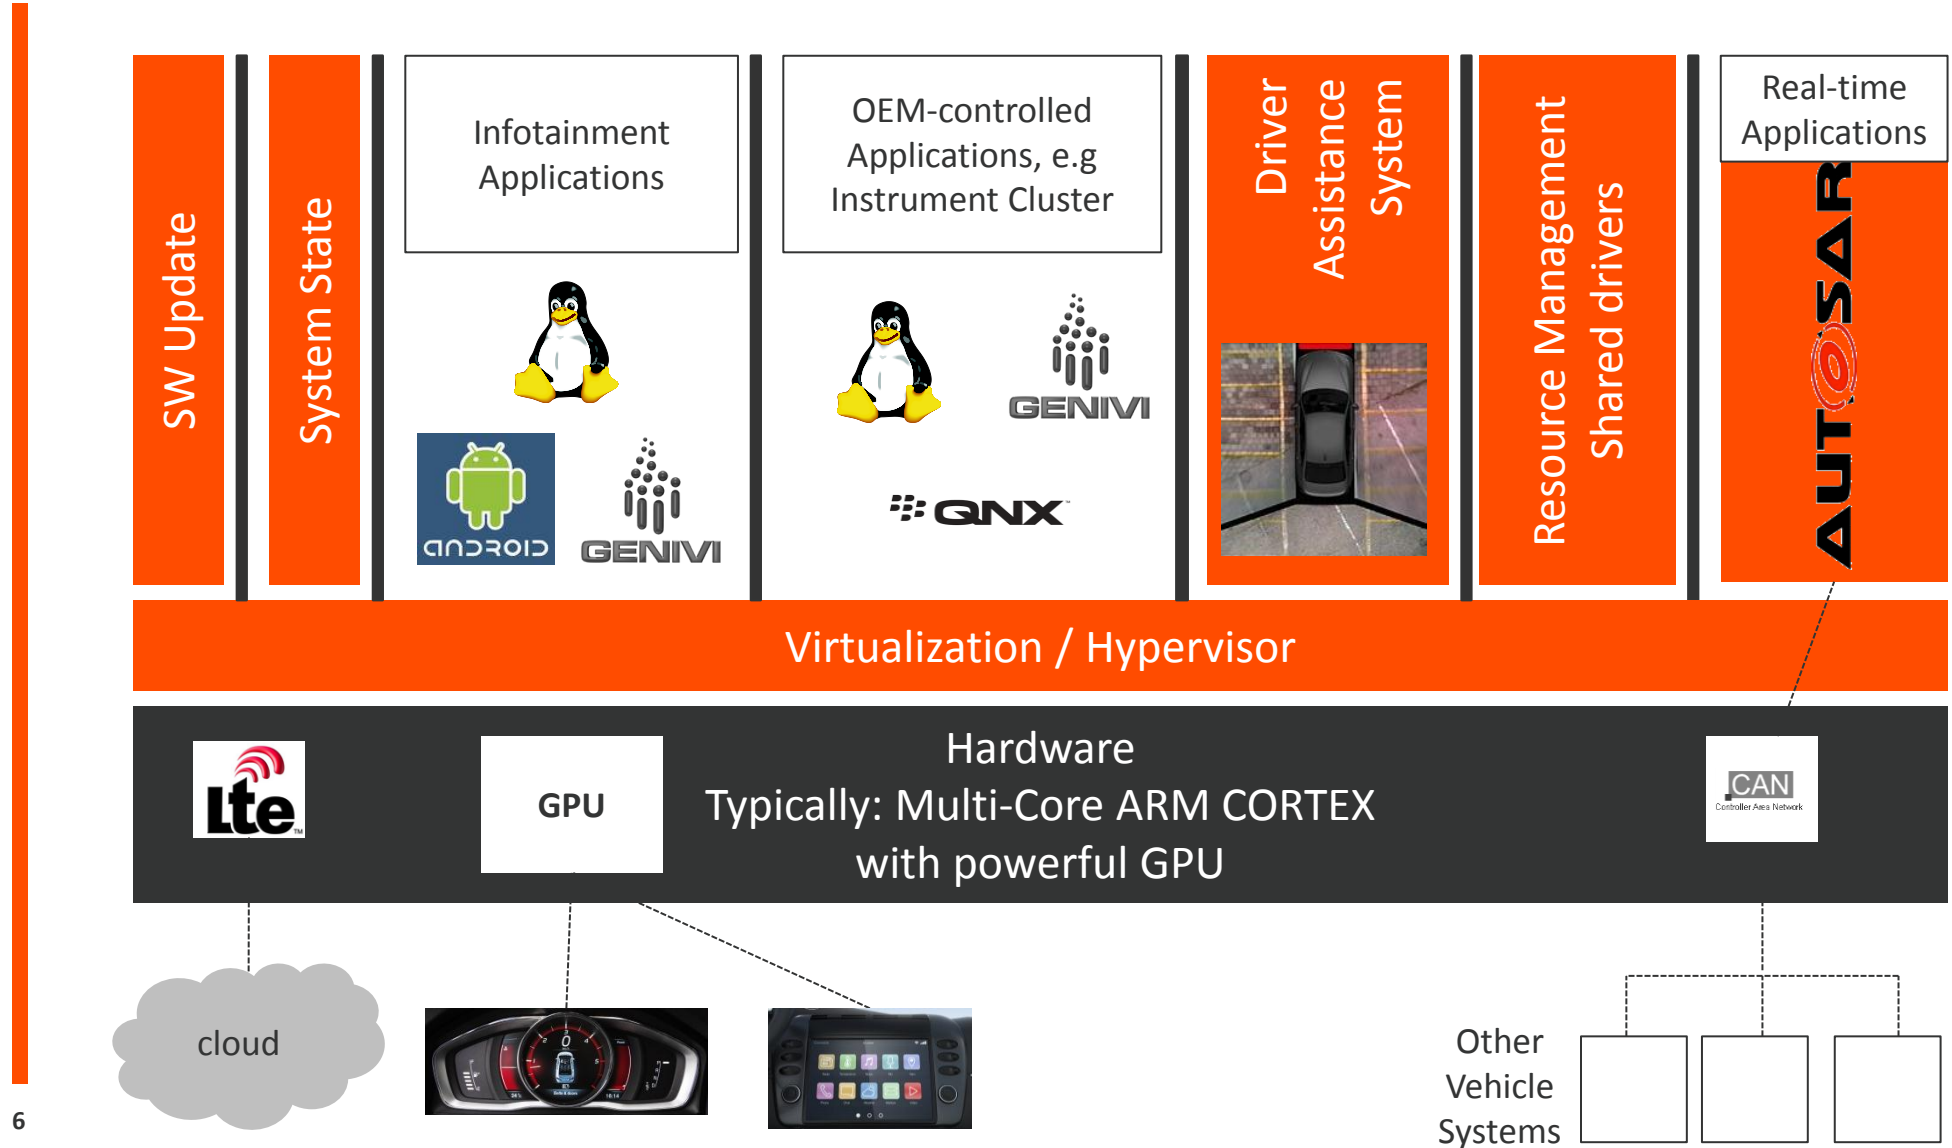 SW Update
System State
Infotainment
Applications
ANDROID
GENIVI
OEM-controlled
Applications, e.g
Instrument Cluster
GENIVI
QNX
Driver
Assistance
System
Resource Management
Shared drivers
Real-time
Applications
AUTOSAR
Virtualization / Hypervisor
Hardware
Typically: Multi-Core ARM CORTEX
with powerful GPU
Lte TM
GPU
CAN
Controller Area Network
cloud
Other
Vehicle
Systems
6